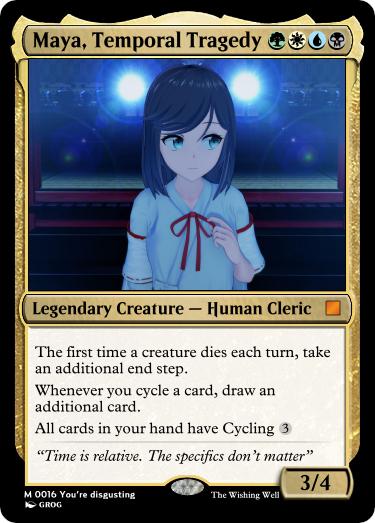 Maya, Temporal Tragedy
Legendary Creature — Human Cleric
The first time a creature dies each turn, take
an additional end step.
Whenever you cycle a card, draw an
additional card.
All cards in your hand have Cycling 3
“Time is relative. The specifics don't matter”
3/4
M 0016 You're disgusting
The Wishing Well
GROG